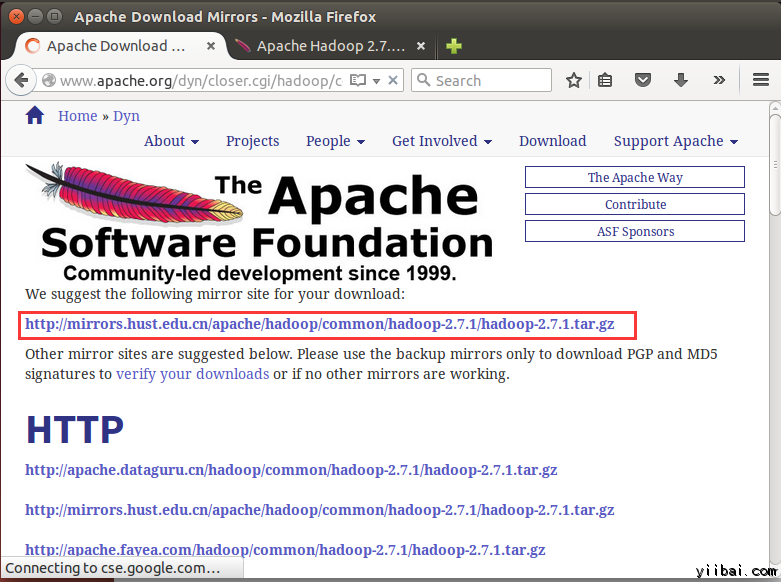 Apache Download Mirrors - Mozilla Firefox
Apache Download ...
Apache Hadoop 2.7....
www.apache.org/dyn/closer.cgi/hadoop/c
Search
Home » Dyn
About
Projects
People
Get Involved
Download
Support Apache
The Apache
Software Foundation
Community-led development since 1999.
The Apache Way
Contribute
ASF Sponsors
We suggest the following mirror site for your download:
http://mirrors.hust.edu.cn/apache/hadoop/common/hadoop-2.7.1/hadoop-2.7.1.tar.gz
Other mirror sites are suggested below. Please use the backup mirrors only to download PGP and MD5
signatures to verify your downloads or if no other mirrors are working.
HTTP
http://apache.dataguru.cn/hadoop/common/hadoop-2.7.1/hadoop-2.7.1.tar.gz
http://mirrors.hust.edu.cn/apache/hadoop/common/hadoop-2.7.1/hadoop-2.7.1.tar.gz
http://apache.fayea.com/hadoop/common/hadoop-2.7.1/hadoop-2.7.1.tar.gz
Connecting to cse.google.com...
yiibai.com